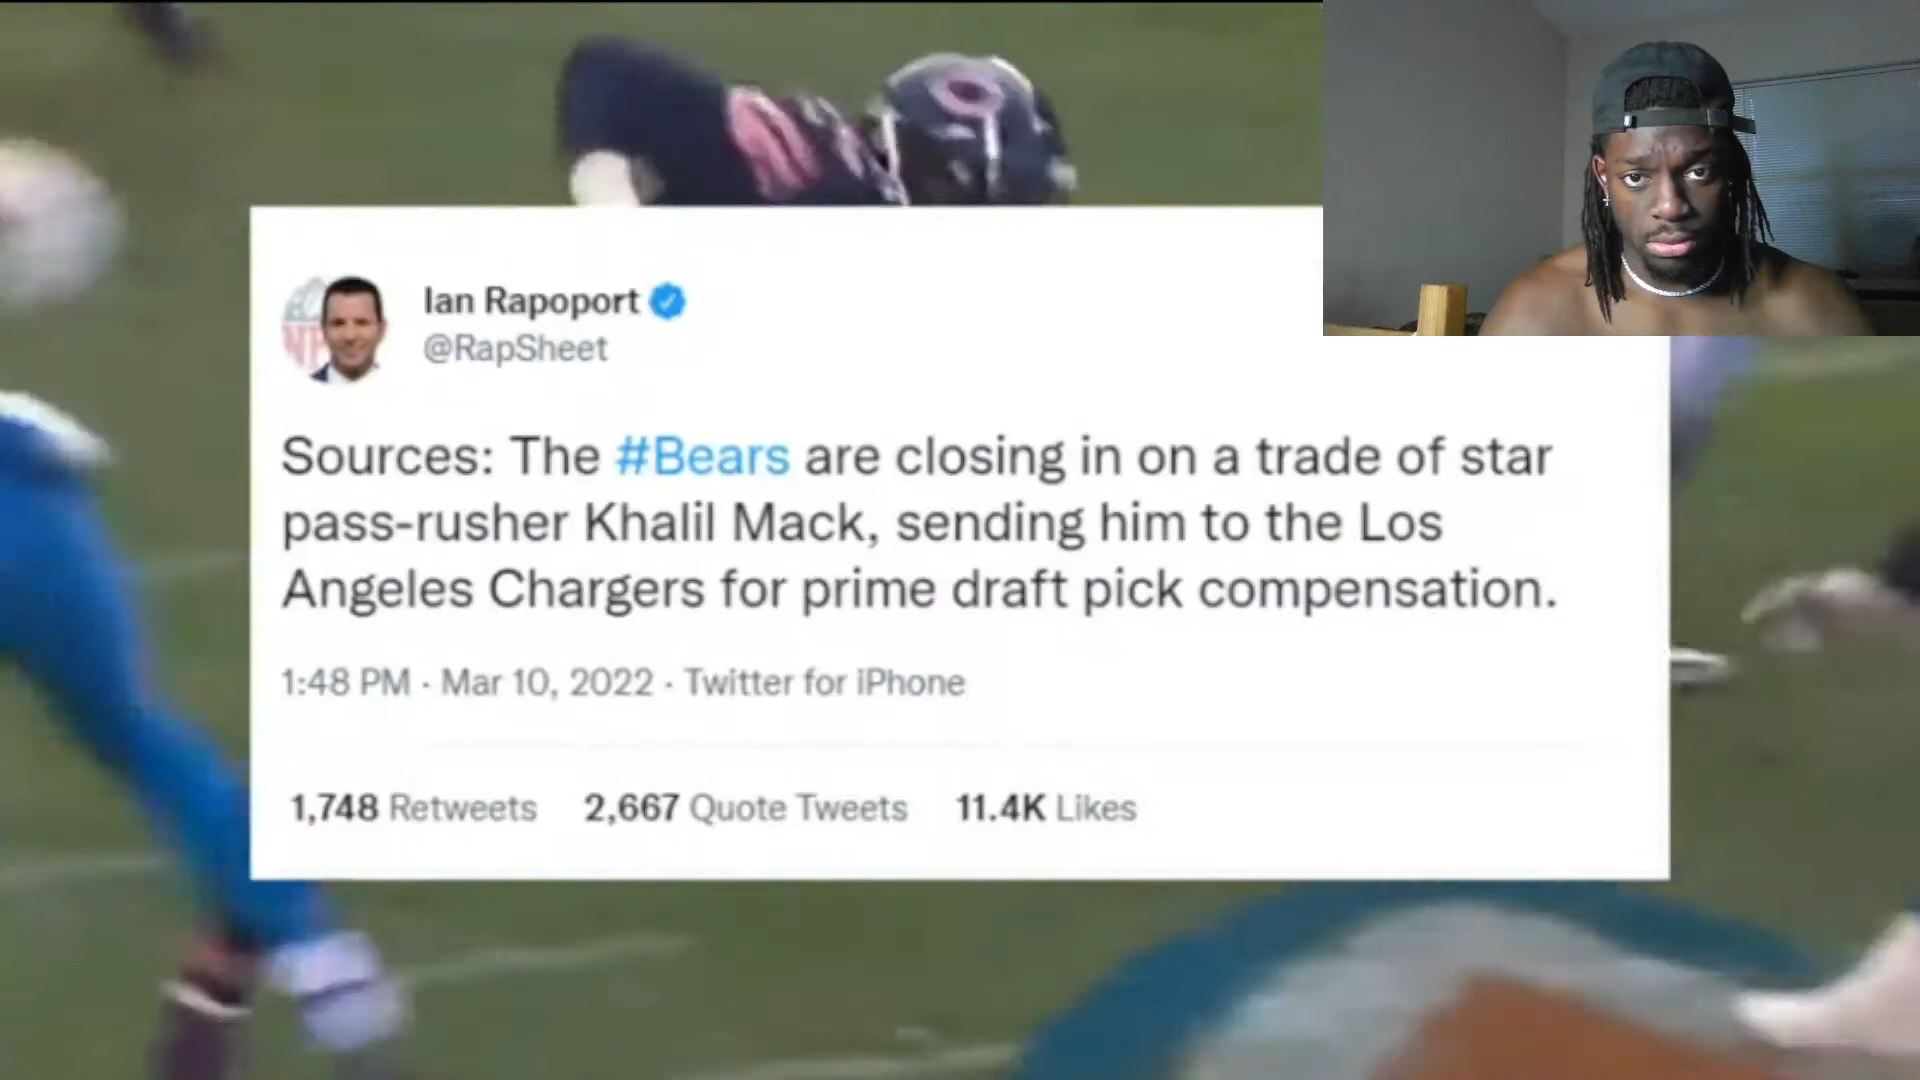 Ian Rapoport
@RapSheet
Sources: The #Bears are closing in on a trade of star
pass-rusher Khalil Mack, sending him to the Los
Angeles Chargers for prime draft pick compensation.
1:48 PM · Mar 10, 2022 · Twitter for iPhone
1,748 Retweets 2,667 Quote Tweets 11.4K Likes